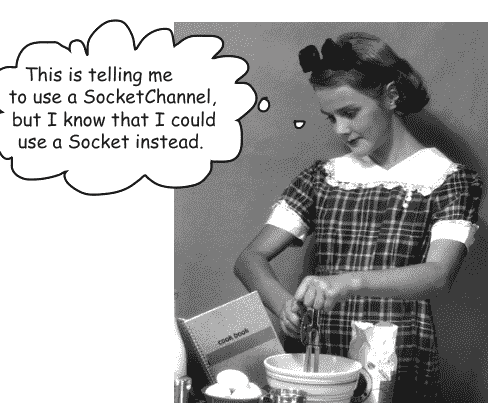 This is telling me
to use a SocketChannel,
but I know that I could
use a Socket instead.
COOK BOOK